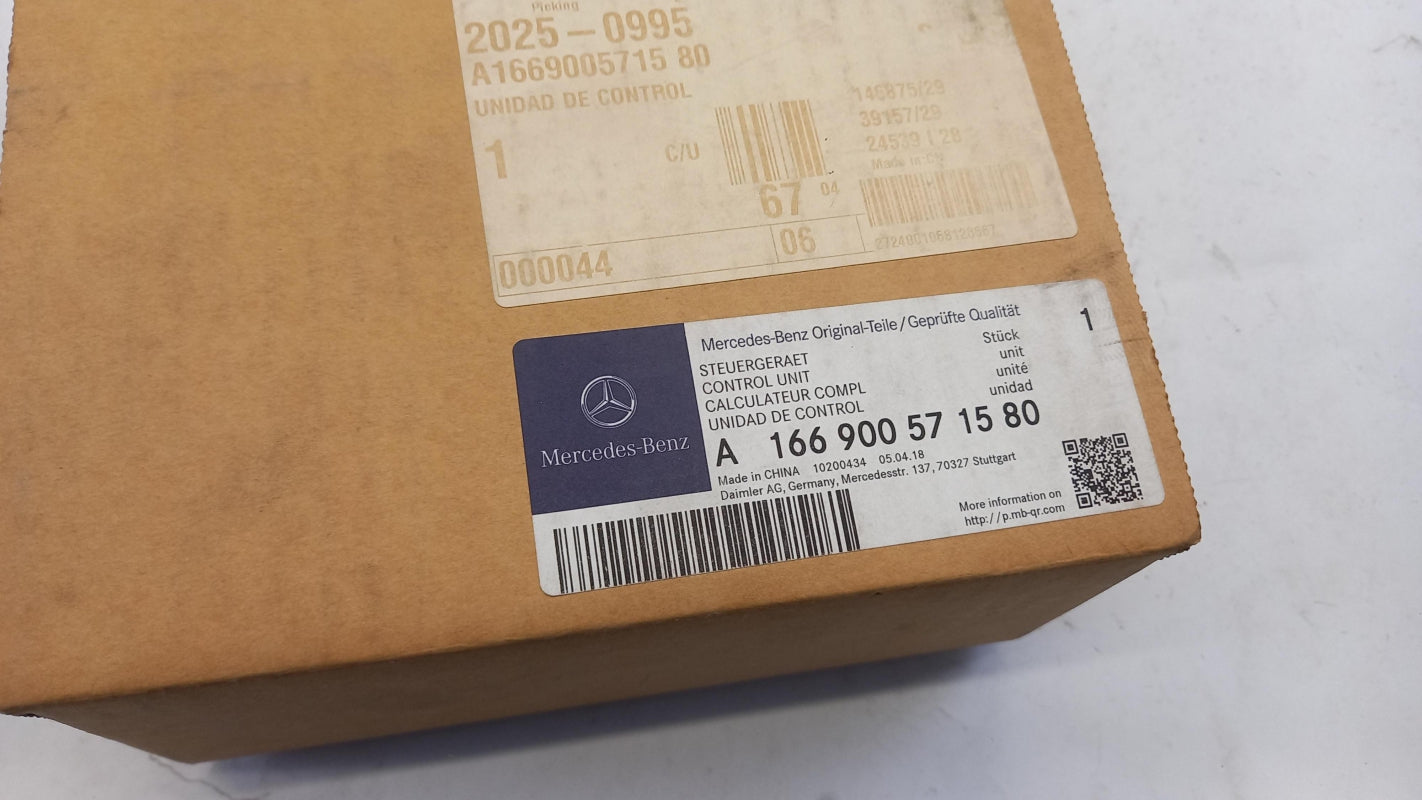 Picking
2025-0995
A1669005715 80
UNIDAD DE CONTROL
1 C/U
146875/29
39157/29
24539 I 28
Made in
67 04
06
000044
Mercedes-Benz Original-Teile/Geprüfte Qualität
STEUERGERAET Stück 1
CONTROL UNIT unit
CALCULATEUR COMPL unité
UNIDAD DE CONTROL unidad
A 166 900 57 15 80
Made in CHINA 10200434 05.04.18
Daimler AG, Germany, Mercedesstr. 137, 70327 Stuttgart
Mercedes-Benz
More information on
http://p.mb-qr.com